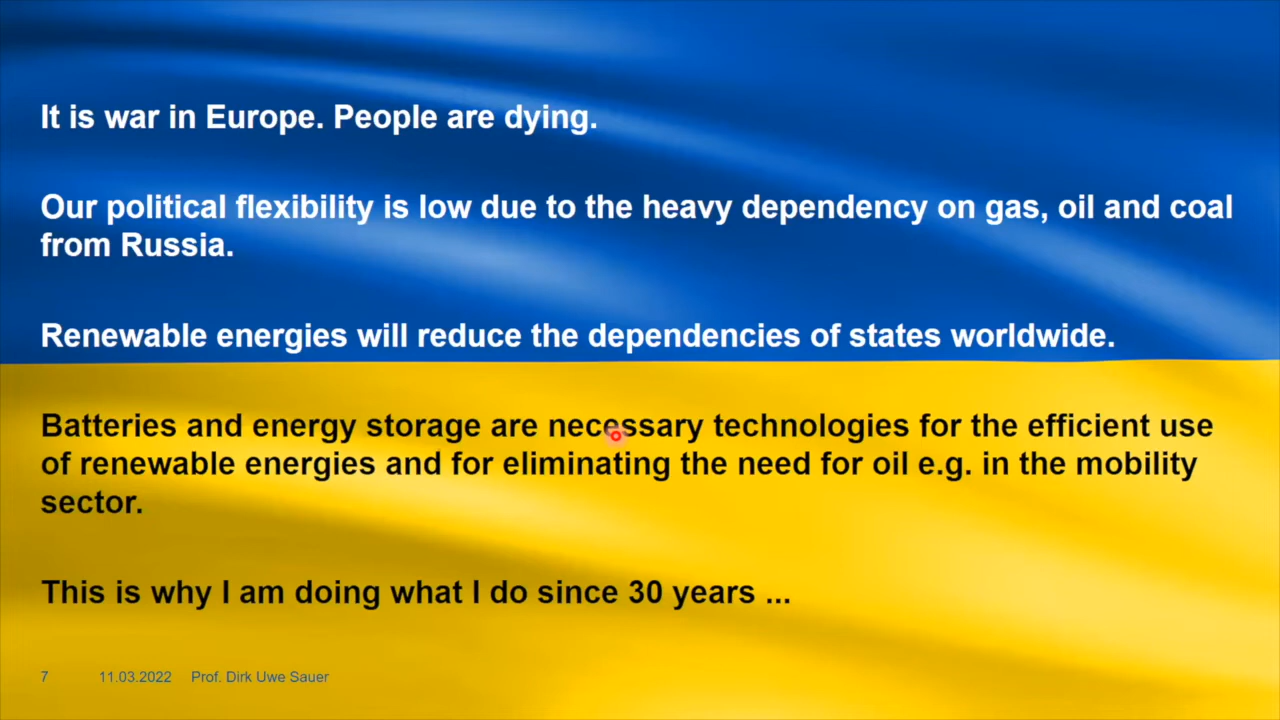 It is war in Europe. People are dying.
Our political flexibility is low due to the heavy dependency on gas, oil and coal
from Russia.
Renewable energies will reduce the dependencies of states worldwide.
Batteries and energy storage are necessary technologies for the efficient use
of renewable energies and for eliminating the need for oil e.g. in the mobility
sector.
This is why I am doing what I do since 30 years ...
7 11.03.2022 Prof. Dirk Uwe Sauer